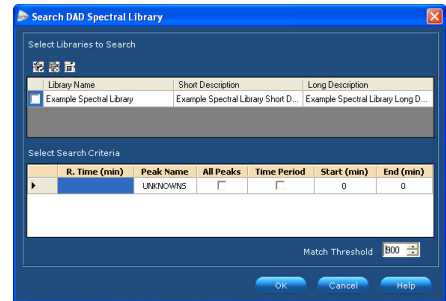 Search DAD Spectral Library
Select Libraries to Search
Library Name Short Description Long Description
Example Spectral Library Example Spectral Library Short D... Example Spectral Library Long D...
Select Search Criteria
R. Time (min) Peak Name All Peaks Time Period Start (min) End (min)
UNKNOWNS 0 0
Match Threshold 900
OK Cancel Help